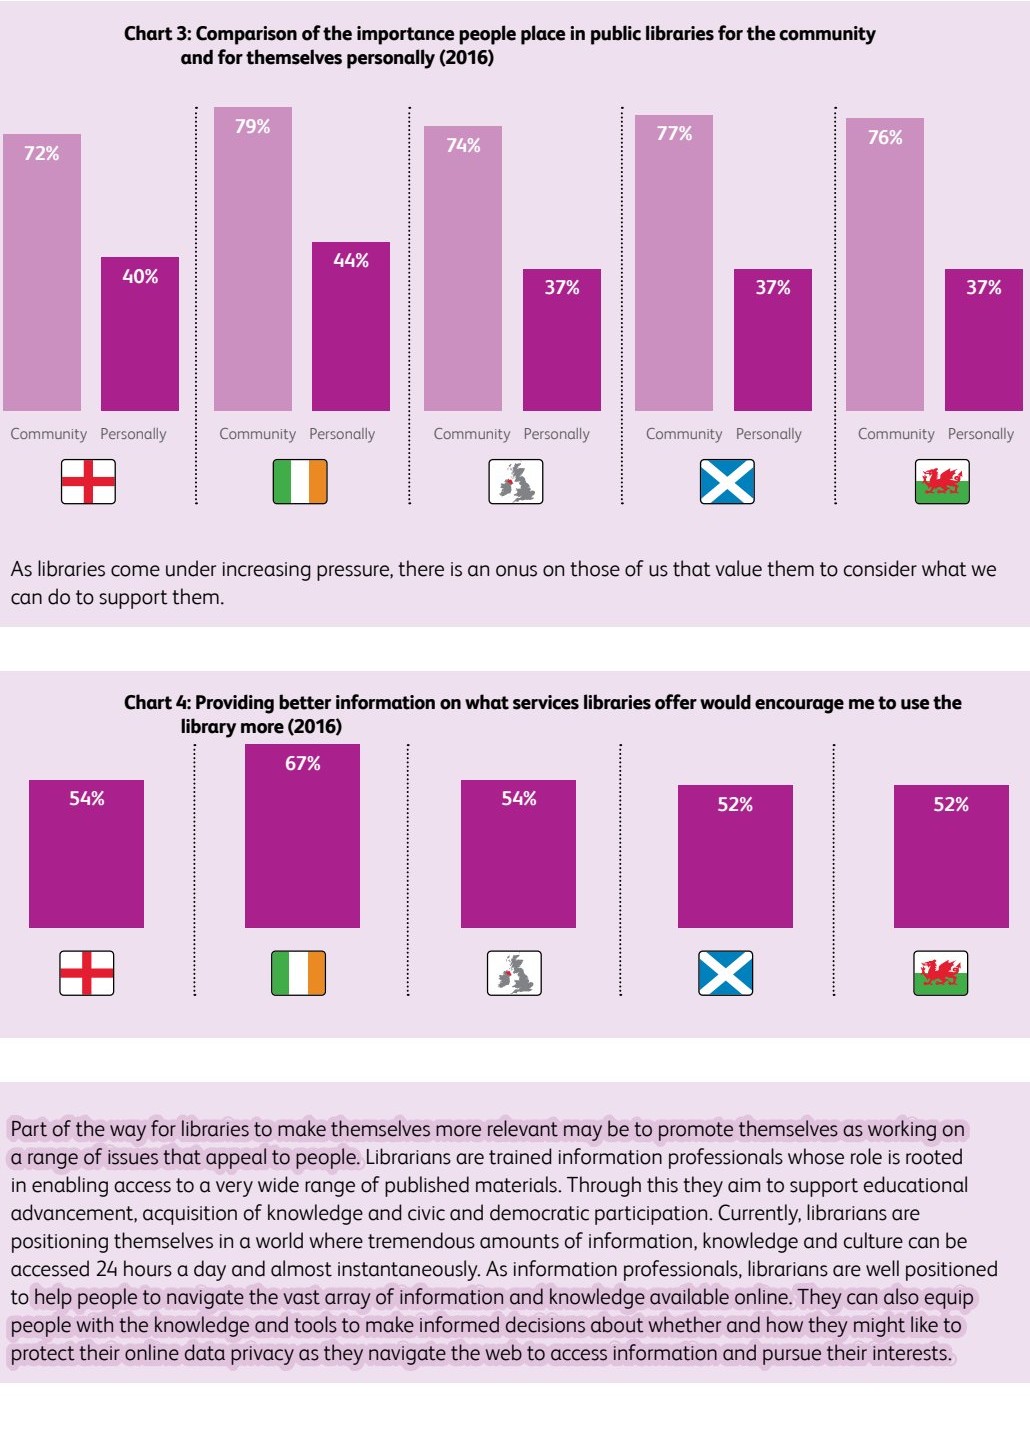 Chart 3: Comparison of the importance people place in public libraries for the community
and for themselves personally (2016)
72%
40%
79%
44%
74%
37%
77%
37%
76%
37%
Community Personally
Community Personally
Community Personally
Community Personally
Community Personally
As libraries come under increasing pressure, there is an onus on those of us that value them to consider what we
can do to support them.
Chart 4: Providing better information on what services libraries offer would encourage me to use the
library more (2016)
54%
67%
54%
52%
52%
Part of the way for libraries to make themselves more relevant may be to promote themselves as working on
a range of issues that appeal to people. Librarians are trained information professionals whose role is rooted
in enabling access to a very wide range of published materials. Through this they aim to support educational
advancement, acquisition of knowledge and civic and democratic participation. Currently, librarians are
positioning themselves in a world where tremendous amounts of information, knowledge and culture can be
accessed 24 hours a day and almost instantaneously. As information professionals, librarians are well positioned
to help people to navigate the vast array of information and knowledge available online. They can also equip
people with the knowledge and tools to make informed decisions about whether and how they might like to
protect their online data privacy as they navigate the web to access information and pursue their interests.